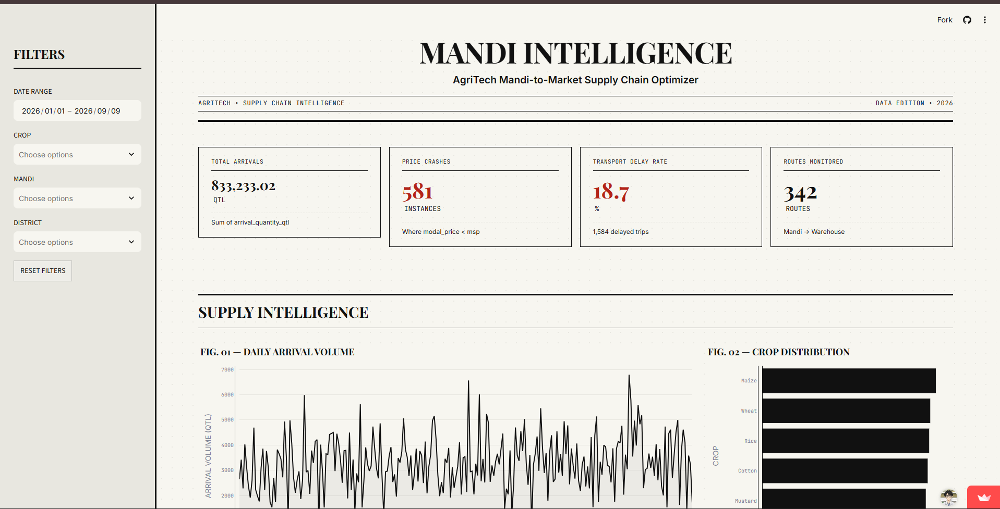 Fork
FILTERS
DATE RANGE
2026/01/01 – 2026/09/09
CROP
Choose options
MANDI
Choose options
DISTRICT
Choose options
RESET FILTERS
MANDI INTELLIGENCE
AgriTech Mandi-to-Market Supply Chain Optimizer
AGRITECH • SUPPLY CHAIN INTELLIGENCE
DATA EDITION • 2026
TOTAL ARRIVALS
833,233.02
QTL
Sum of arrival_quantity_qtl
PRICE CRASHES
581
INSTANCES
Where modal_price < msp
TRANSPORT DELAY RATE
18.7
%
1,584 delayed trips
ROUTES MONITORED
342
ROUTES
Mandi → Warehouse
SUPPLY INTELLIGENCE
FIG. 01 — DAILY ARRIVAL VOLUME
7000
6000
5000
4000
3000
2000
ARRIVAL VOLUME (QTL)
FIG. 02 — CROP DISTRIBUTION
Maize
Wheat
Rice
Cotton
Mustard
CROP